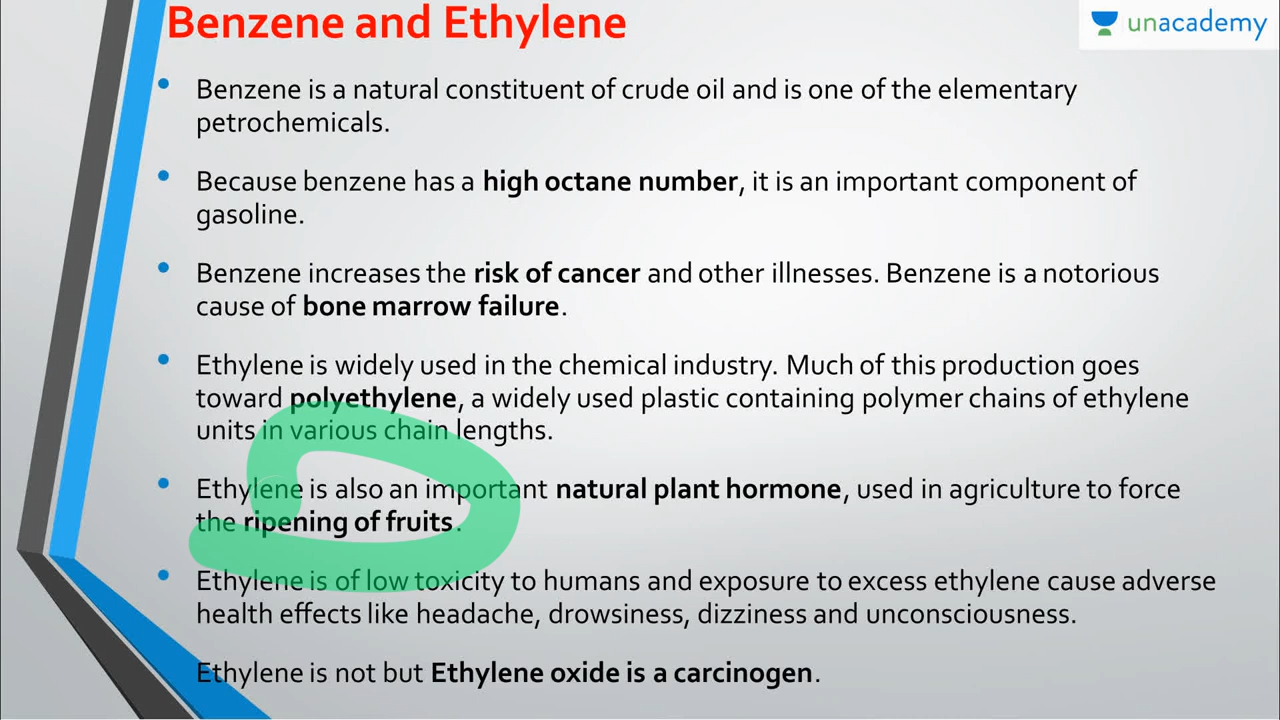 Benzene and Ethylene
unacademy
• Benzene is a natural constituent of crude oil and is one of the elementary
petrochemicals.
• Because benzene has a high octane number, it is an important component of
gasoline.
• Benzene increases the risk of cancer and other illnesses. Benzene is a notorious
cause of bone marrow failure.
• Ethylene is widely used in the chemical industry. Much of this production goes
toward polyethylene, a widely used plastic containing polymer chains of ethylene
units in various chain lengths.
• Ethylene is also an important natural plant hormone, used in agriculture to force
the ripening of fruits.
• Ethylene is of low toxicity to humans and exposure to excess ethylene cause adverse
health effects like headache, drowsiness, dizziness and unconsciousness.
Ethylene is not but Ethylene oxide is a carcinogen.